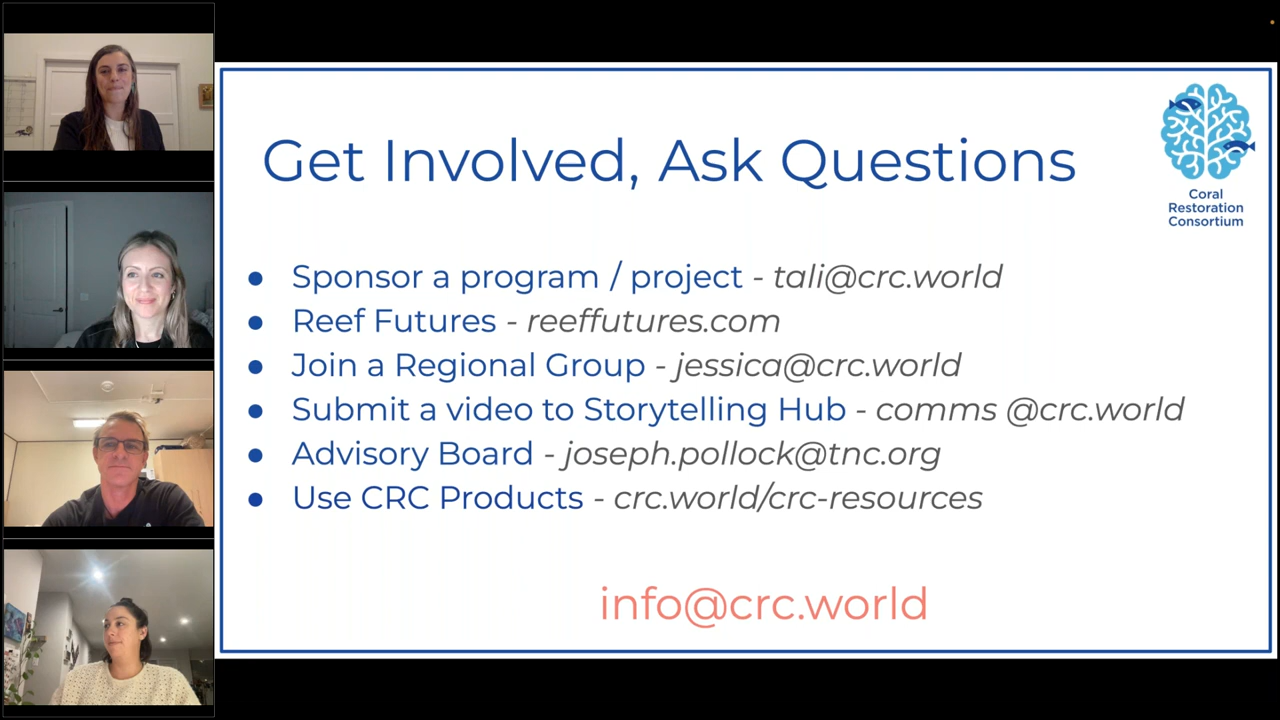 Get Involved, Ask Questions
Coral
Restoration
Consortium
● Sponsor a program / project - tali@crc.world
● Reef Futures - reeffutures.com
● Join a Regional Group - jessica@crc.world
● Submit a video to Storytelling Hub - comms @crc.world
● Advisory Board - joseph.pollock@tnc.org
● Use CRC Products - crc.world/crc-resources
info@crc.world